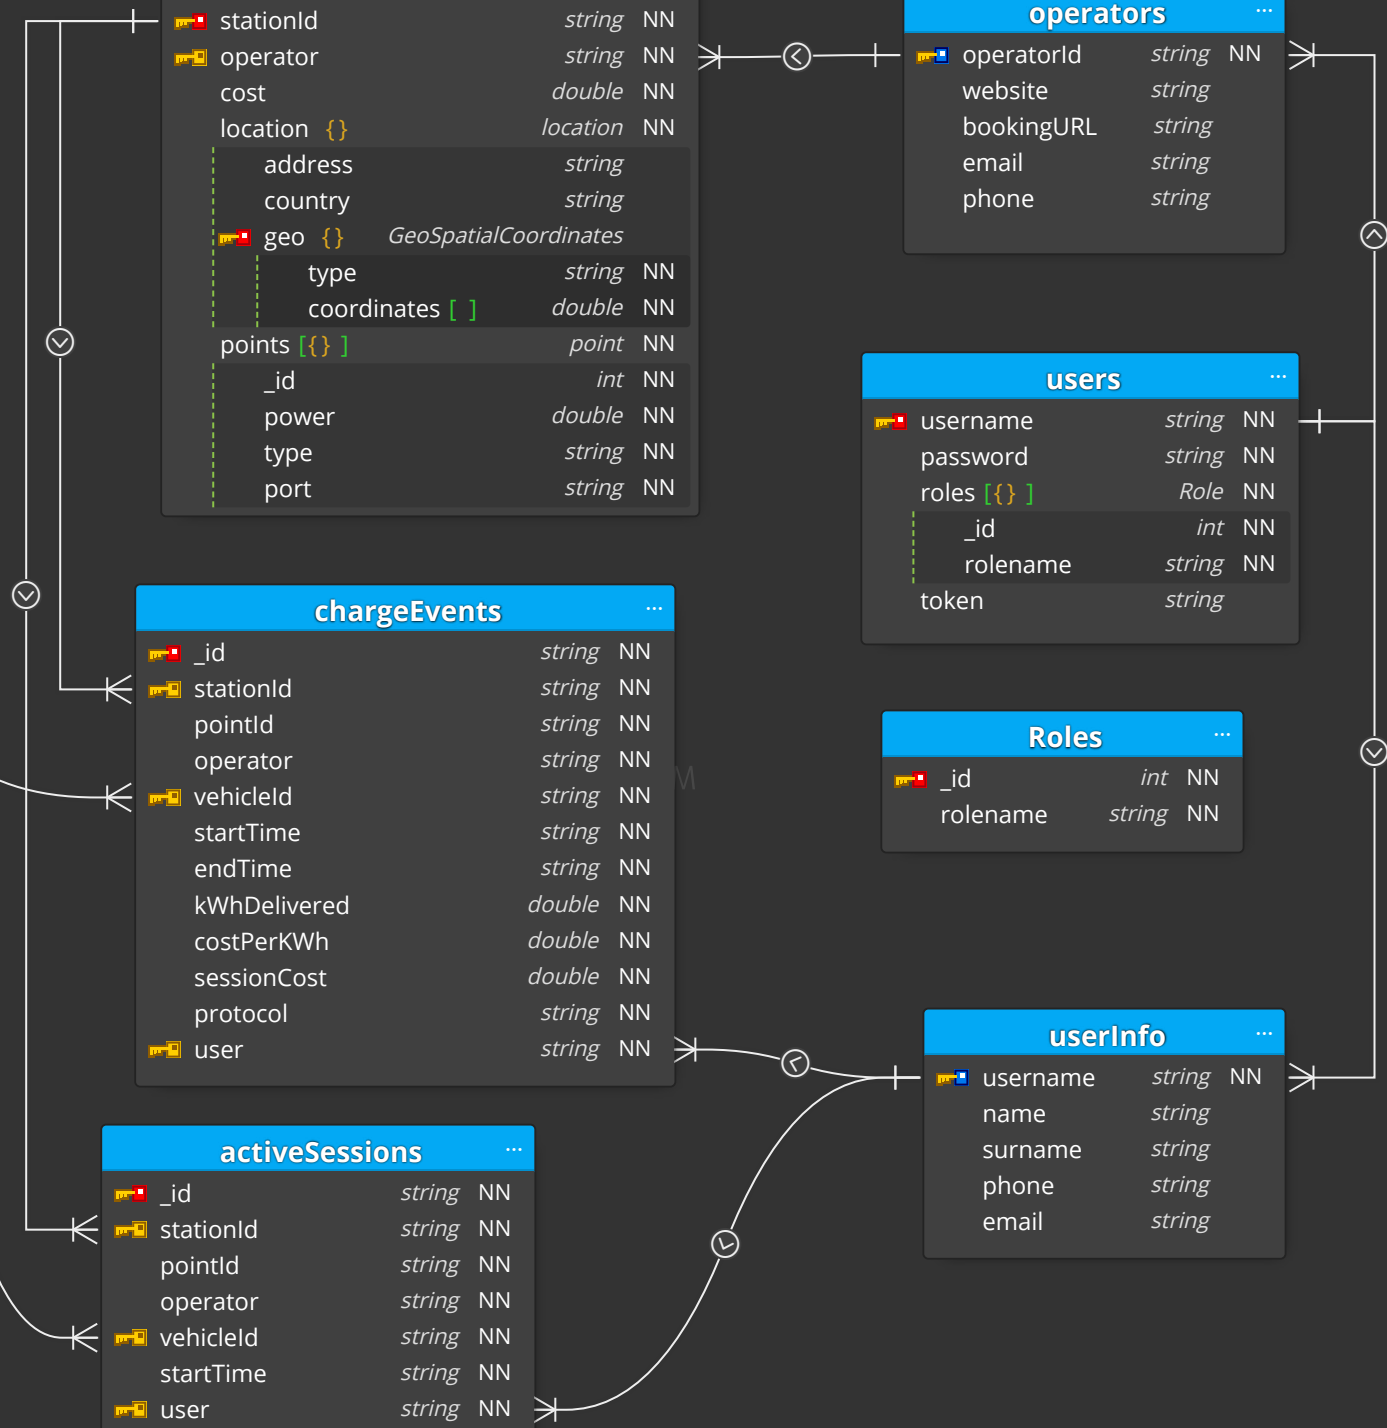 stationId string NN
operator string NN
cost double NN
location {} location NN
address string
country string
geo {} GeoSpatialCoordinates
type string NN
coordinates [ ] double NN
points [{} ] point NN
_id int NN
power double NN
type string NN
port string NN
operators ...
operatorId string NN
website string
bookingURL string
email string
phone string
users ...
username string NN
password string NN
roles [{} ] Role NN
_id int NN
rolename string NN
token string
chargeEvents ...
_id string NN
stationId string NN
pointId string NN
operator string NN
vehicleId string NN
startTime string NN
endTime string NN
kWhDelivered double NN
costPerKWh double NN
sessionCost double NN
protocol string NN
user string NN
M
Roles ...
_id int NN
rolename string NN
userInfo ...
username string NN
name string
surname string
phone string
email string
activeSessions ...
_id string NN
stationId string NN
pointId string NN
operator string NN
vehicleId string NN
startTime string NN
user string NN